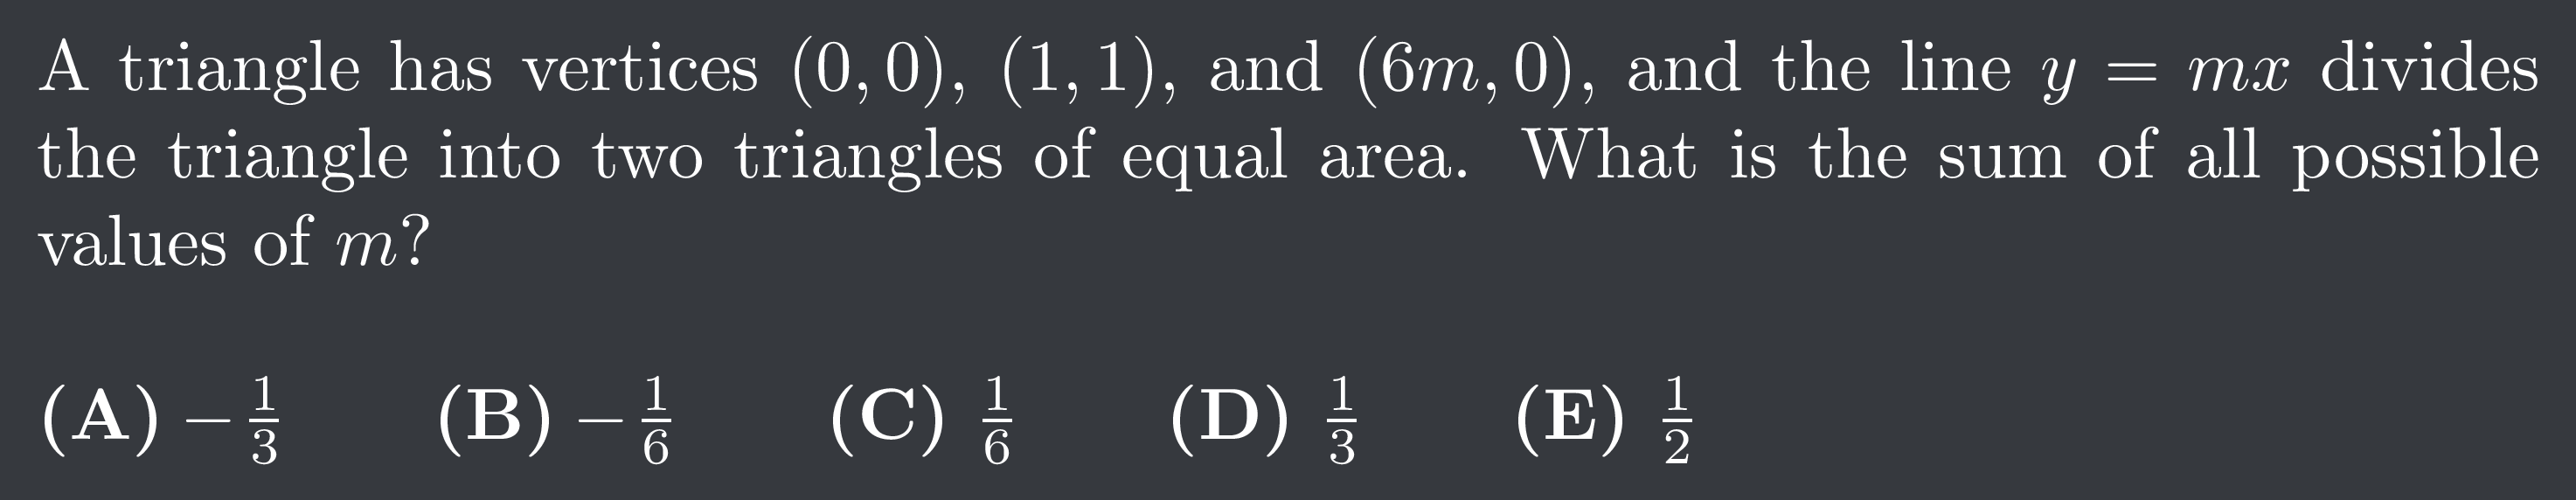 A triangle has vertices (0, 0), (1, 1), and (6m, 0), and the line y = mx divides
the triangle into two triangles of equal area. What is the sum of all possible
values of m?
(A) −1/3 (B) −1/6 (C) 1/6 (D) 1/3 (E) 1/2